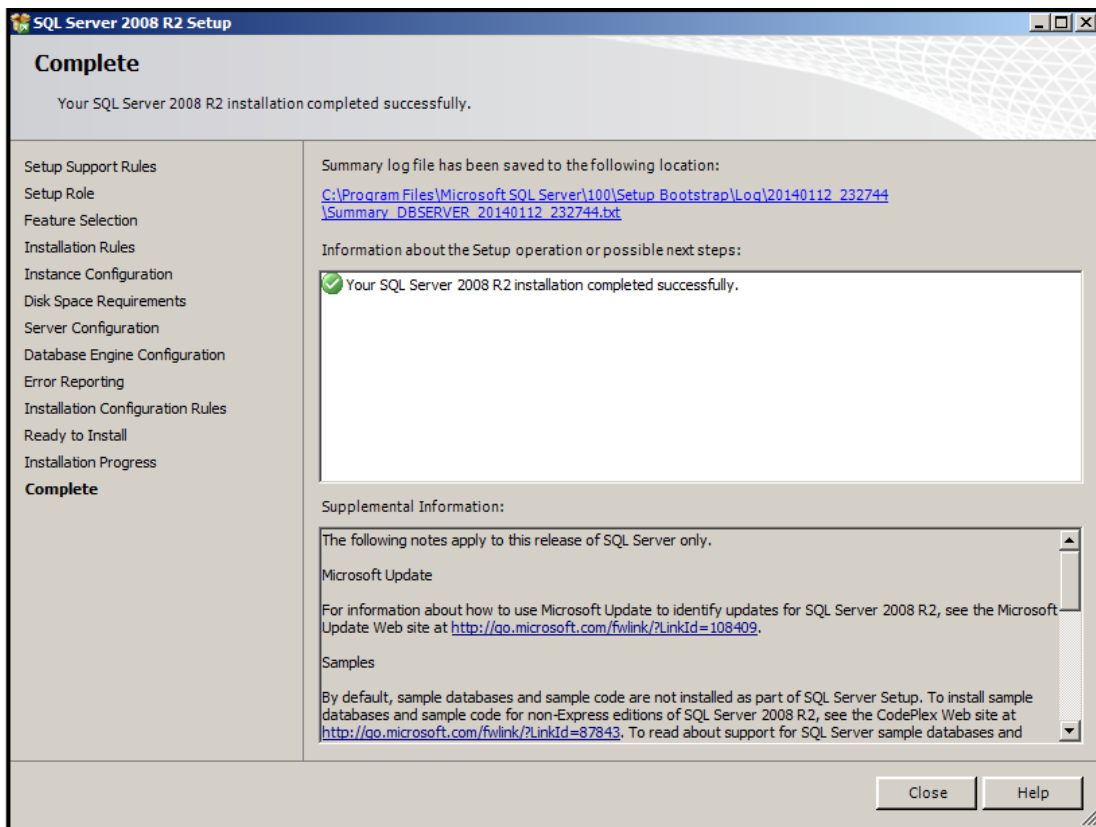 SQL Server 2008 R2 Setup
Complete
Your SQL Server 2008 R2 installation completed successfully.
Setup Support Rules
Setup Role
Feature Selection
Installation Rules
Instance Configuration
Disk Space Requirements
Server Configuration
Database Engine Configuration
Error Reporting
Installation Configuration Rules
Ready to Install
Installation Progress
Complete
Summary log file has been saved to the following location:
C:\Program Files\Microsoft SQL Server\100\Setup Bootstrap\Log\20140112_232744
\Summary_DBSERVER_20140112_232744.txt
Information about the Setup operation or possible next steps:
Your SQL Server 2008 R2 installation completed successfully.
Supplemental Information:
The following notes apply to this release of SQL Server only.
Microsoft Update
For information about how to use Microsoft Update to identify updates for SQL Server 2008 R2, see the Microsoft
Update Web site at http://go.microsoft.com/fwlink/?LinkId=108409.
Samples
By default, sample databases and sample code are not installed as part of SQL Server Setup. To install sample
databases and sample code for non-Express editions of SQL Server 2008 R2, see the CodePlex Web site at
http://go.microsoft.com/fwlink/?LinkId=87843. To read about support for SQL Server sample databases and
Close
Help